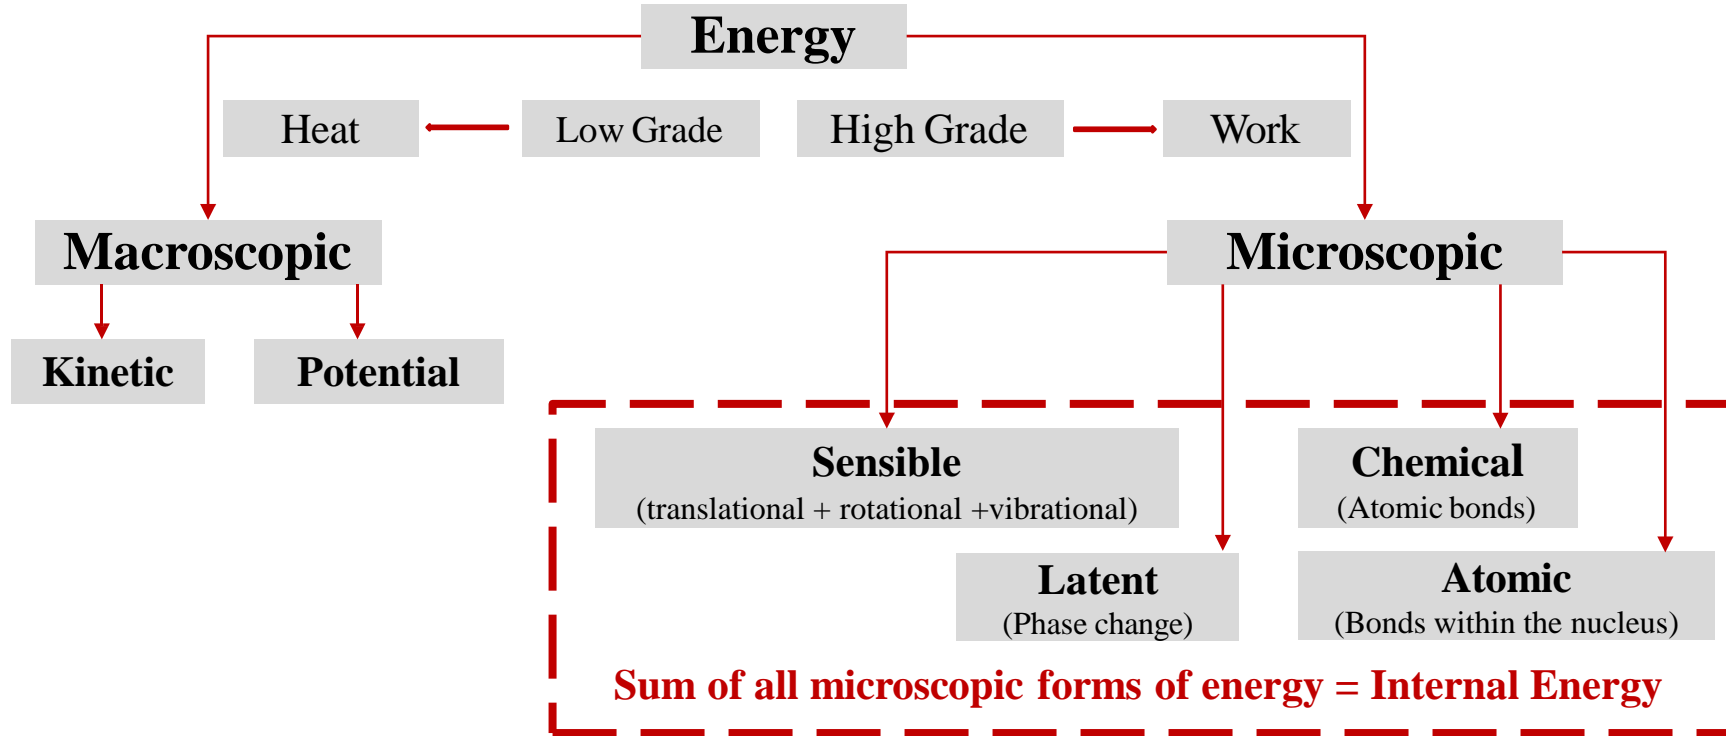 Energy
Heat
Low Grade
High Grade
Work
Macroscopic
Microscopic
Kinetic
Potential
Sensible
(translational + rotational +vibrational)
Chemical
(Atomic bonds)
Latent
(Phase change)
Atomic
(Bonds within the nucleus)
Sum of all microscopic forms of energy = Internal Energy